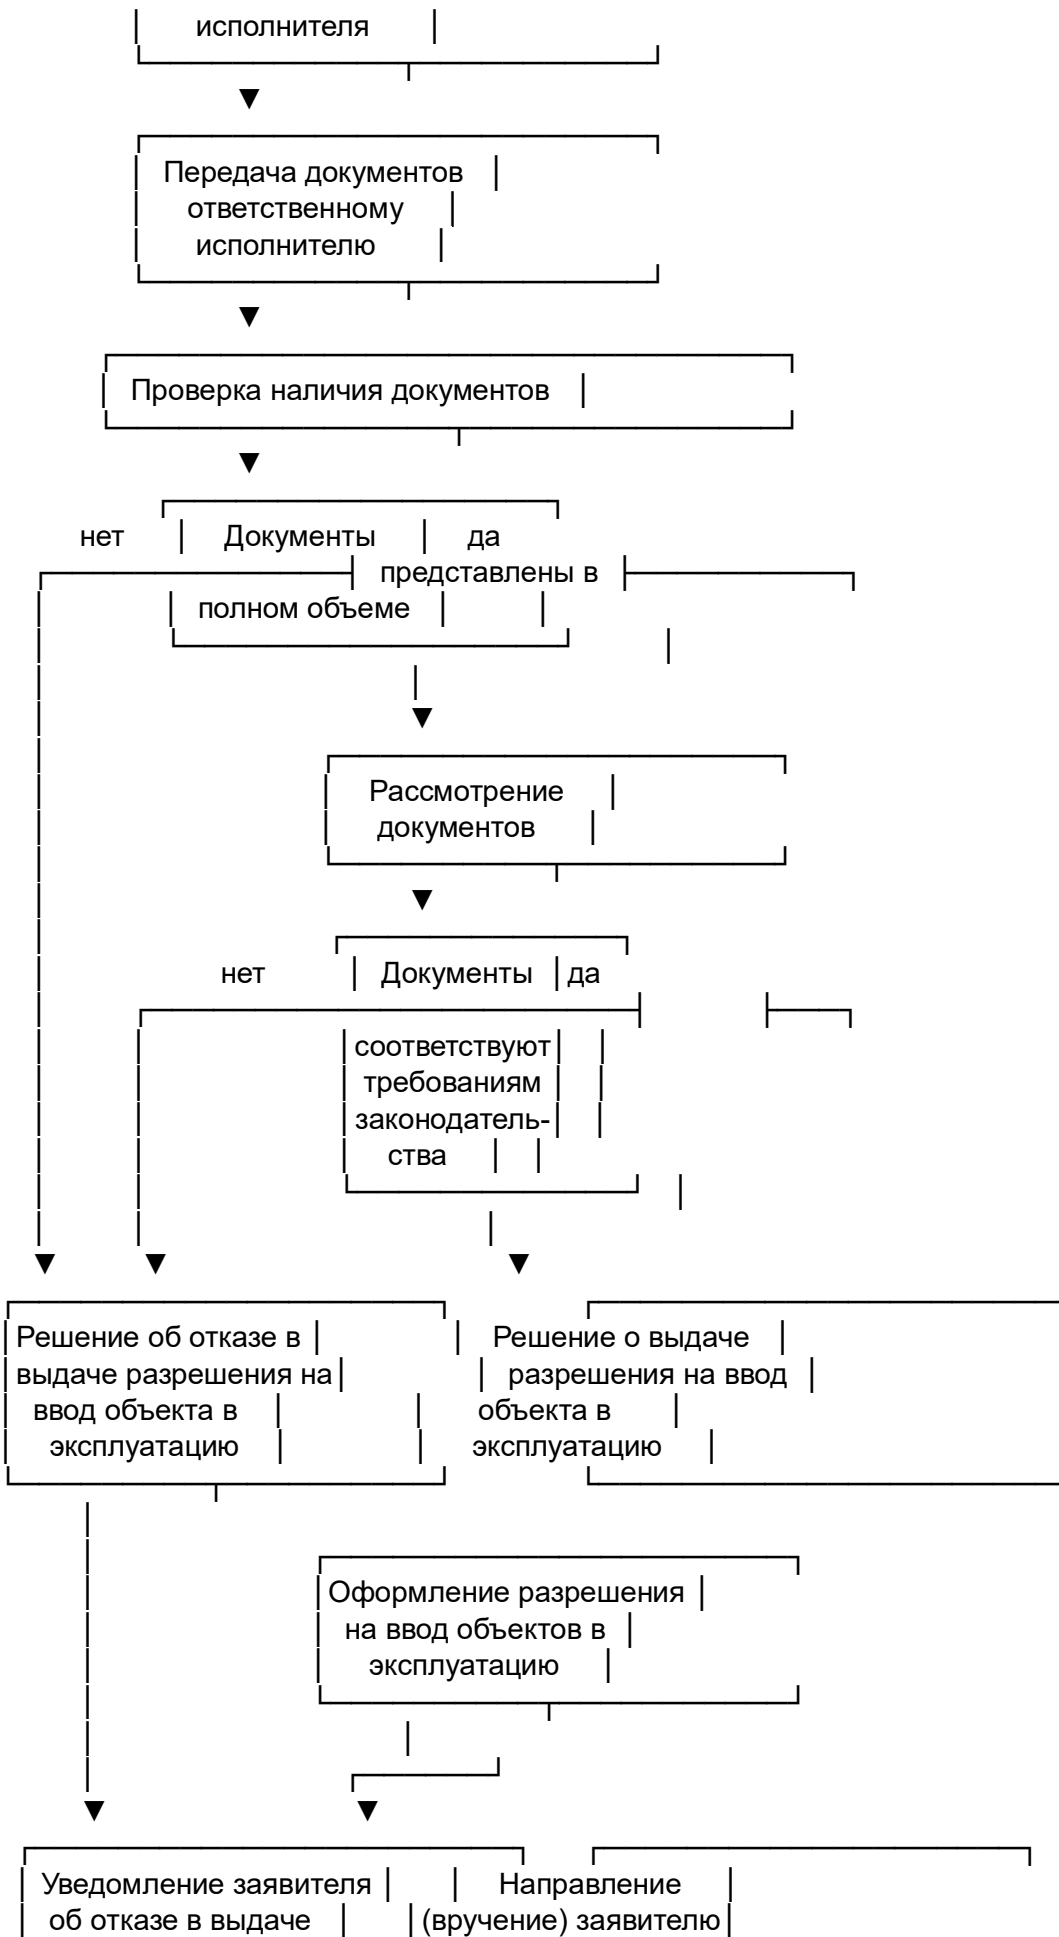 исполнителя
Передача документов
ответственному
исполнителю
Проверка наличия документов
нет Документы да
представлены в
полном объеме
Рассмотрение
документов
нет Документы да
соответствуют
требованиям
законодатель-
ства
Решение об отказе в Решение о выдаче
выдаче разрешения на разрешения на ввод
ввод объекта в объекта в
эксплуатацию эксплуатацию
Оформление разрешения
на ввод объектов в
эксплуатацию
Уведомление заявителя Направление
об отказе в выдаче (вручение) заявителю